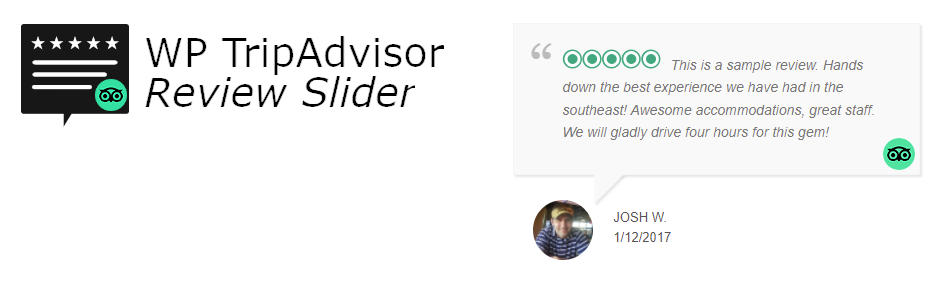 WP TripAdvisor
Review Slider
This is a sample review. Hands
down the best experience we have had in the
southeast! Awesome accommodations, great staff.
We will gladly drive four hours for this gem!
JOSH W.
1/12/2017